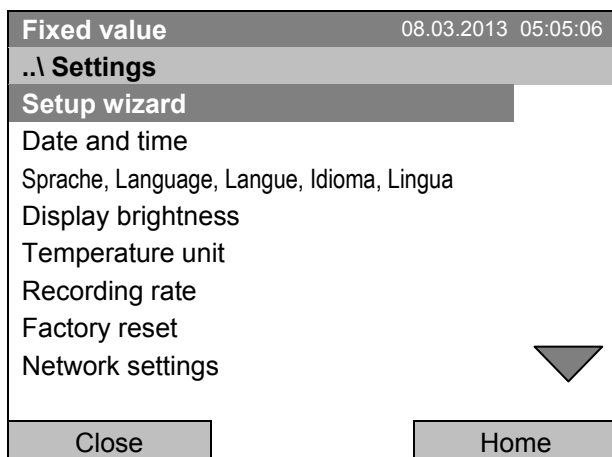 Fixed value 08.03.2013 05:05:06
..\ Settings
Setup wizard
Date and time
Sprache, Language, Langue, Idioma, Lingua
Display brightness
Temperature unit
Recording rate
Factory reset
Network settings
Close Home